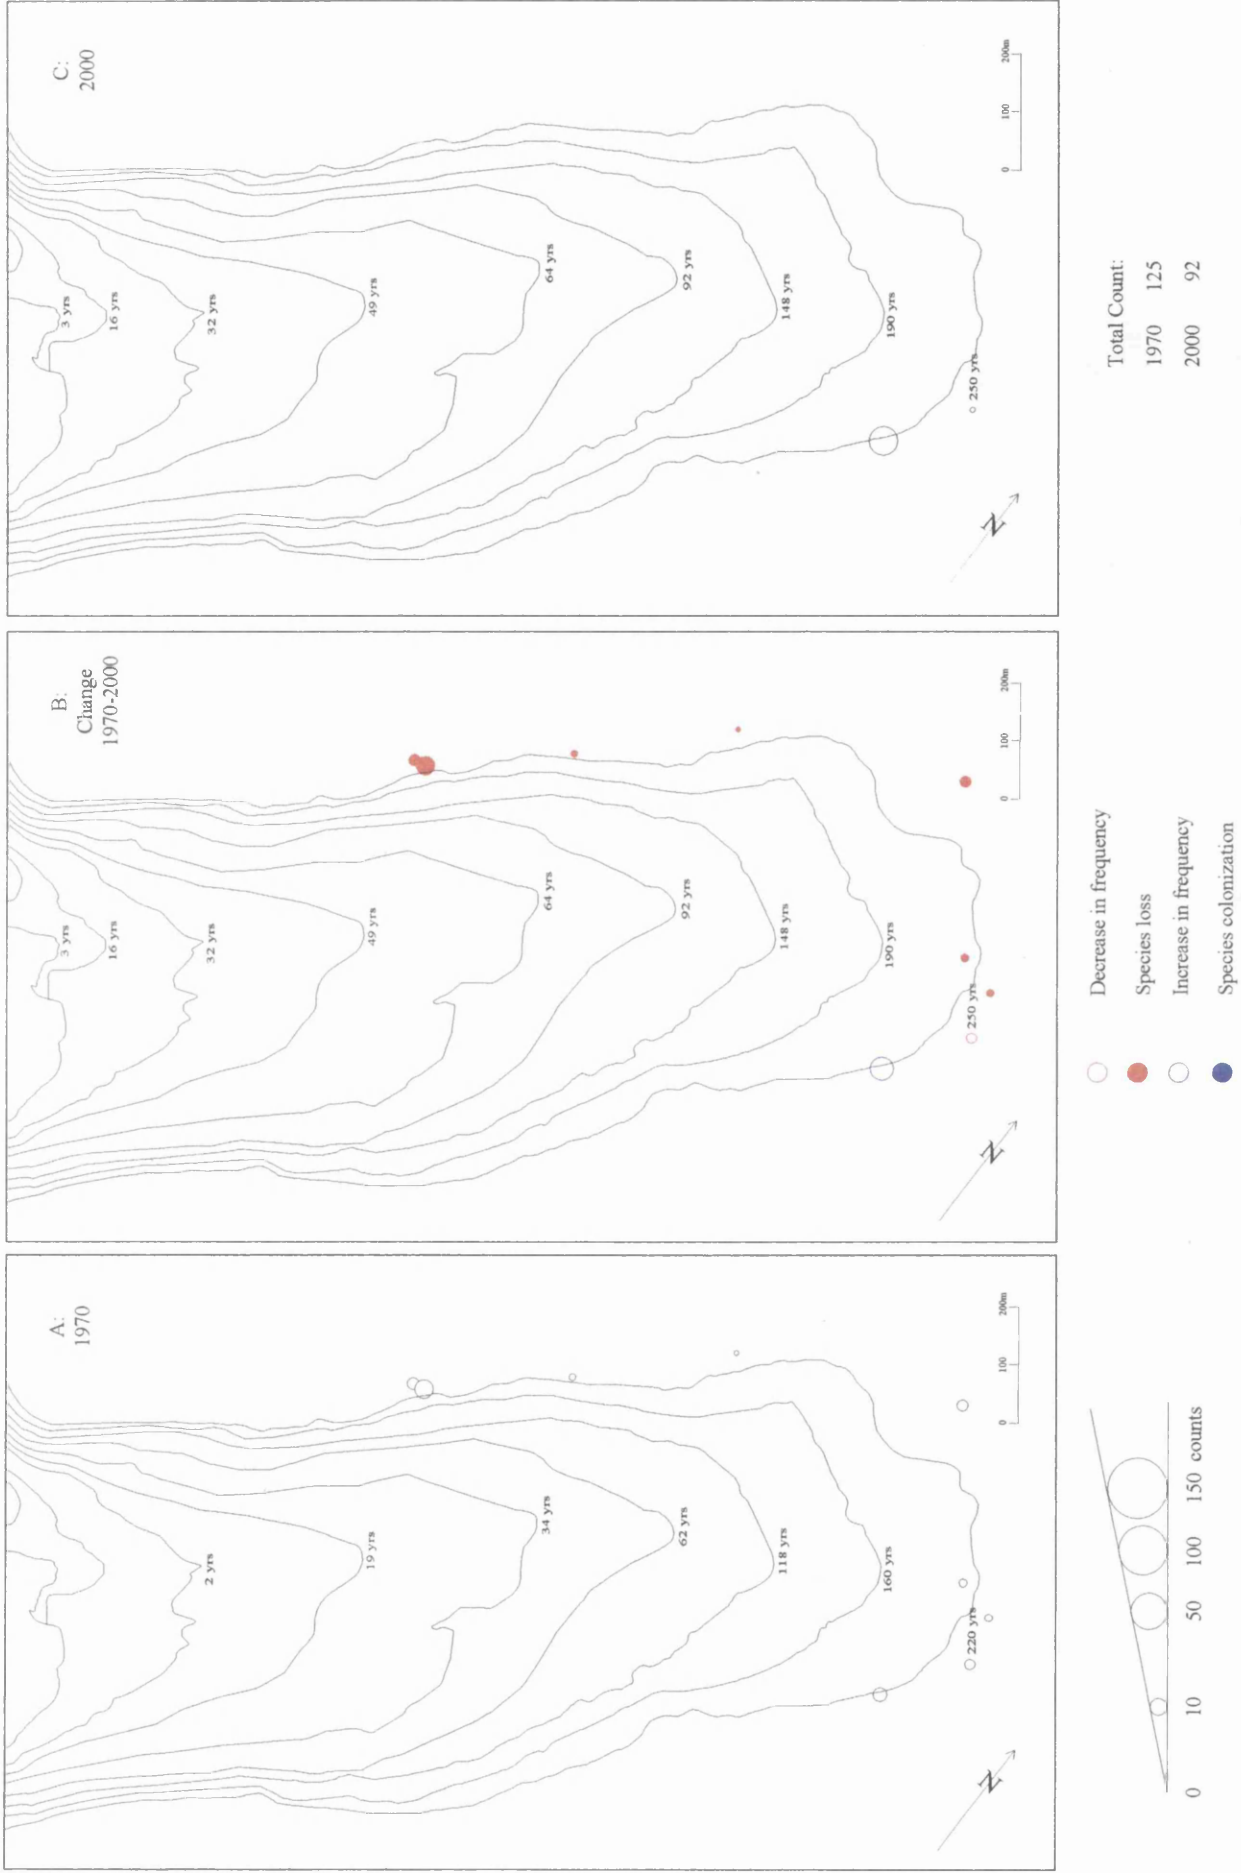 A:
1970
2 yrs
19 yrs
34 yrs
62 yrs
118 yrs
160 yrs
220 yrs
N
0 100 200m
B:
Change
1970-2000
3 yrs
16 yrs
32 yrs
49 yrs
64 yrs
92 yrs
148 yrs
190 yrs
250 yrs
N
0 100 200m
C:
2000
3 yrs
16 yrs
32 yrs
49 yrs
64 yrs
92 yrs
148 yrs
190 yrs
250 yrs
N
0 100 200m
0 10 50 100 150 counts
Decrease in frequency
Species loss
Increase in frequency
Species colonization
Total Count:
1970 125
2000 92